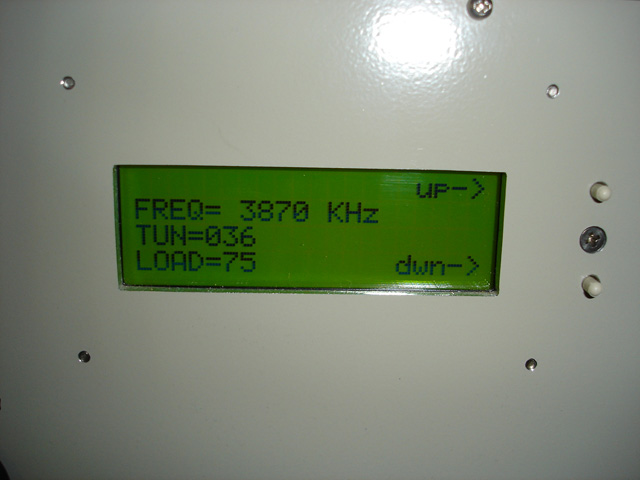 up->
FREQ= 3870 KHz
TUN=036
LOAD=75
dwn->